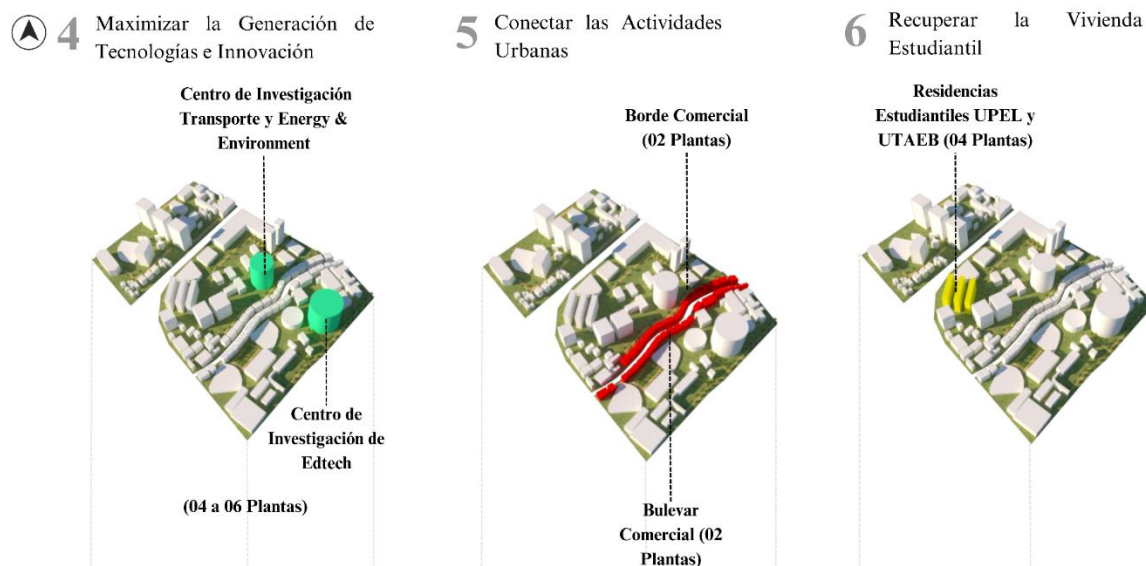 4 Maximizar la Generación de
Tecnologías e Innovación
Centro de Investigación
Transporte y Energy &
Environment
Centro de
Investigación de
Edtech
(04 a 06 Plantas)
5 Conectar las Actividades
Urbanas
Borde Comercial
(02 Plantas)
Bulevar
Comercial (02
Plantas)
6 Recuperar la Vivienda
Estudiantil
Residencias
Estudiantiles UPEL y
UTAEB (04 Plantas)